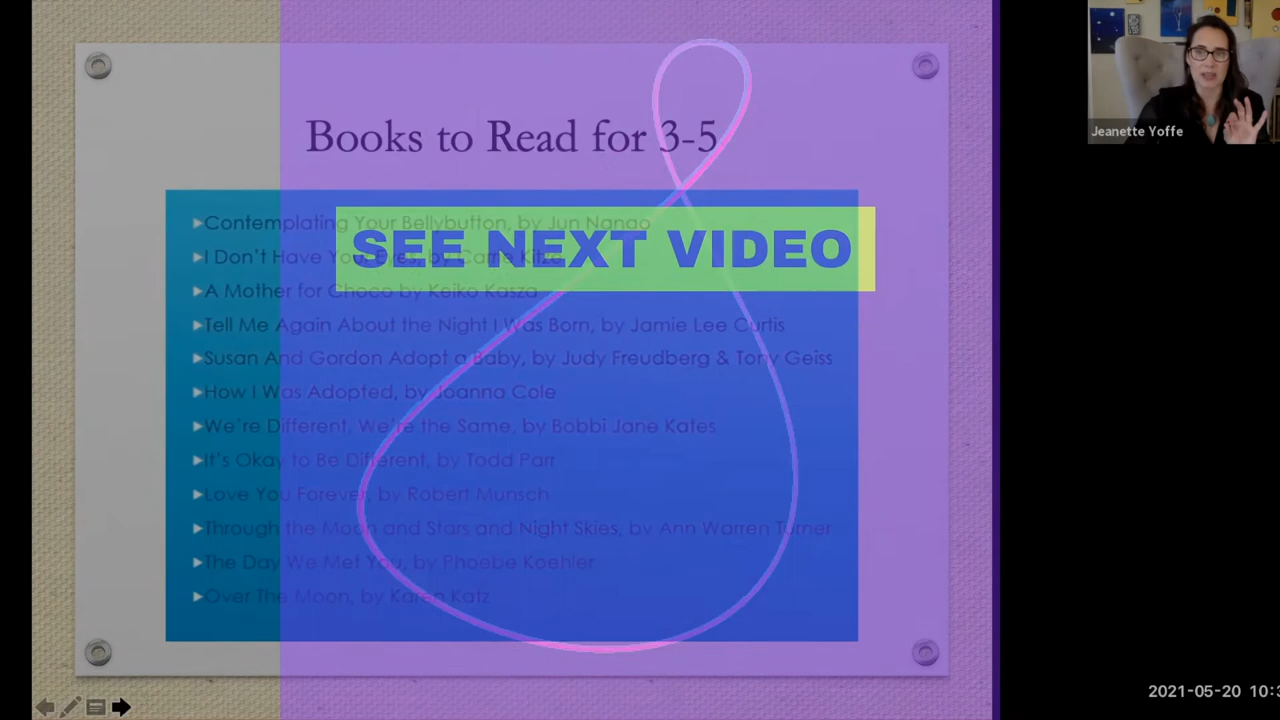 Books to Read for 3-5
Contemplating Your Bellybutton, by Jun Nanao
SEE NEXT VIDEO
I Don't Have Your Eyes, by Carrie Kitze
A Mother for Choco by Keiko Kasza
Tell Me Again About the Night I Was Born, by Jamie Lee Curtis
Susan And Gordon Adopt a Baby, by Judy Freudberg & Tony Geiss
How I Was Adopted, by Joanna Cole
We're Different, We're the Same, by Bobbi Jane Kates
It's Okay to Be Different, by Todd Parr
Love You Forever, by Robert Munsch
Through the Moon and Stars and Night Skies, by Ann Warren Turner
The Day We Met You, by Phoebe Koehler
Over The Moon, by Karen Katz
Jeanette Yoffe
2021-05-20 10:3